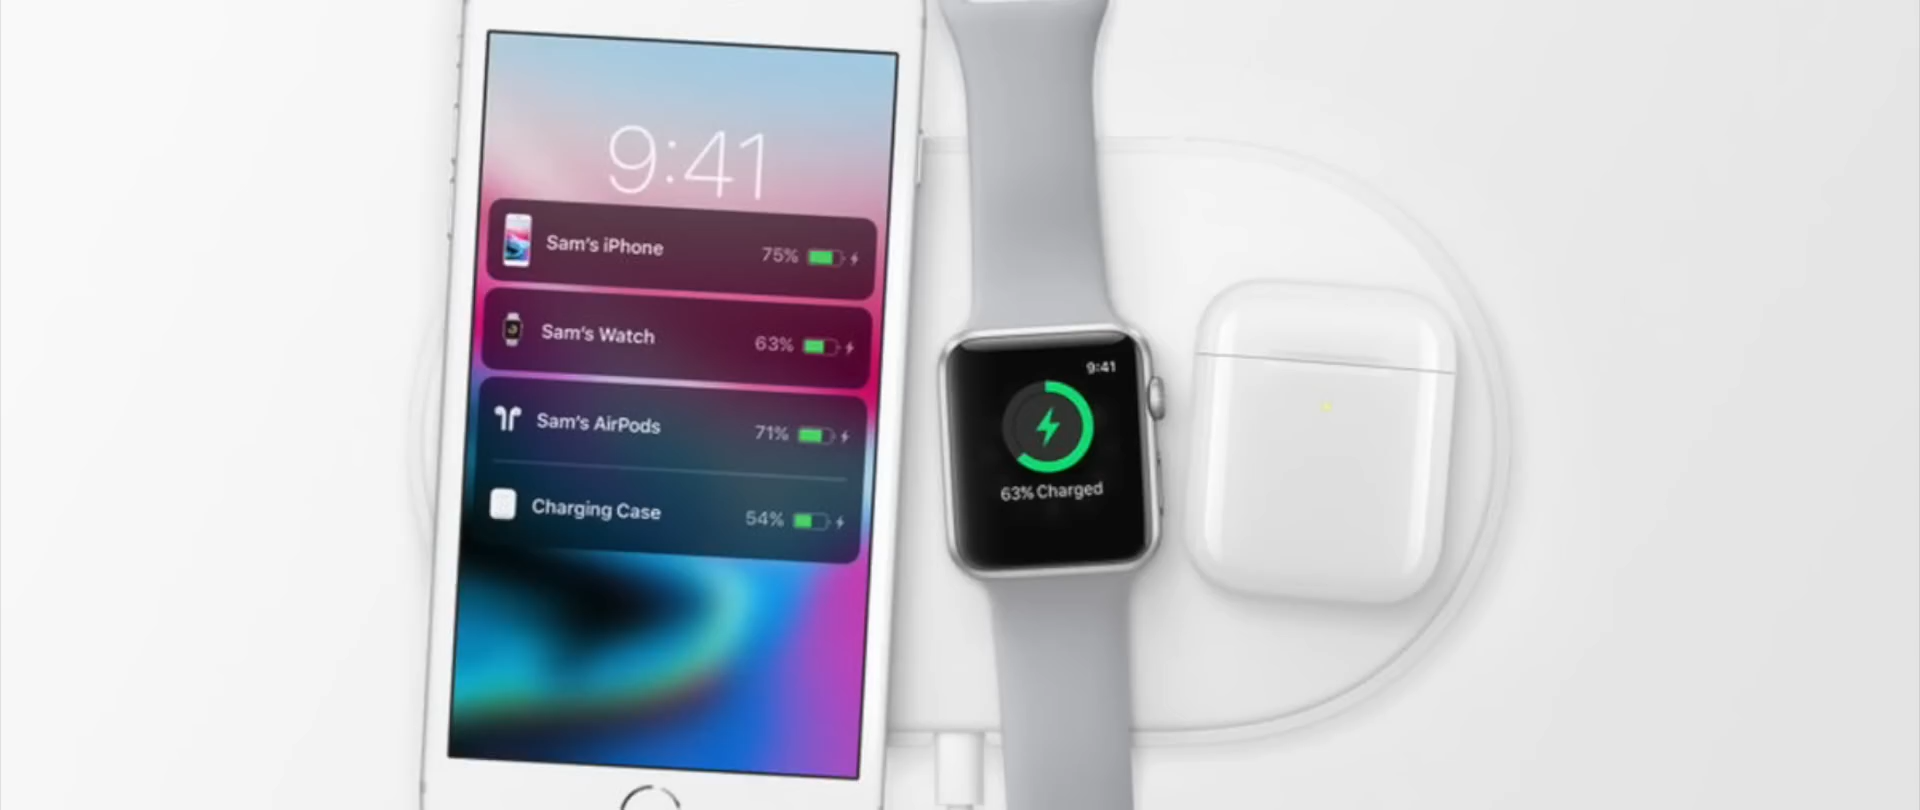 9:41
Sam's iPhone 75%
Sam's Watch 63%
Sam's AirPods 71%
Charging Case 54%
9:41
63% Charged